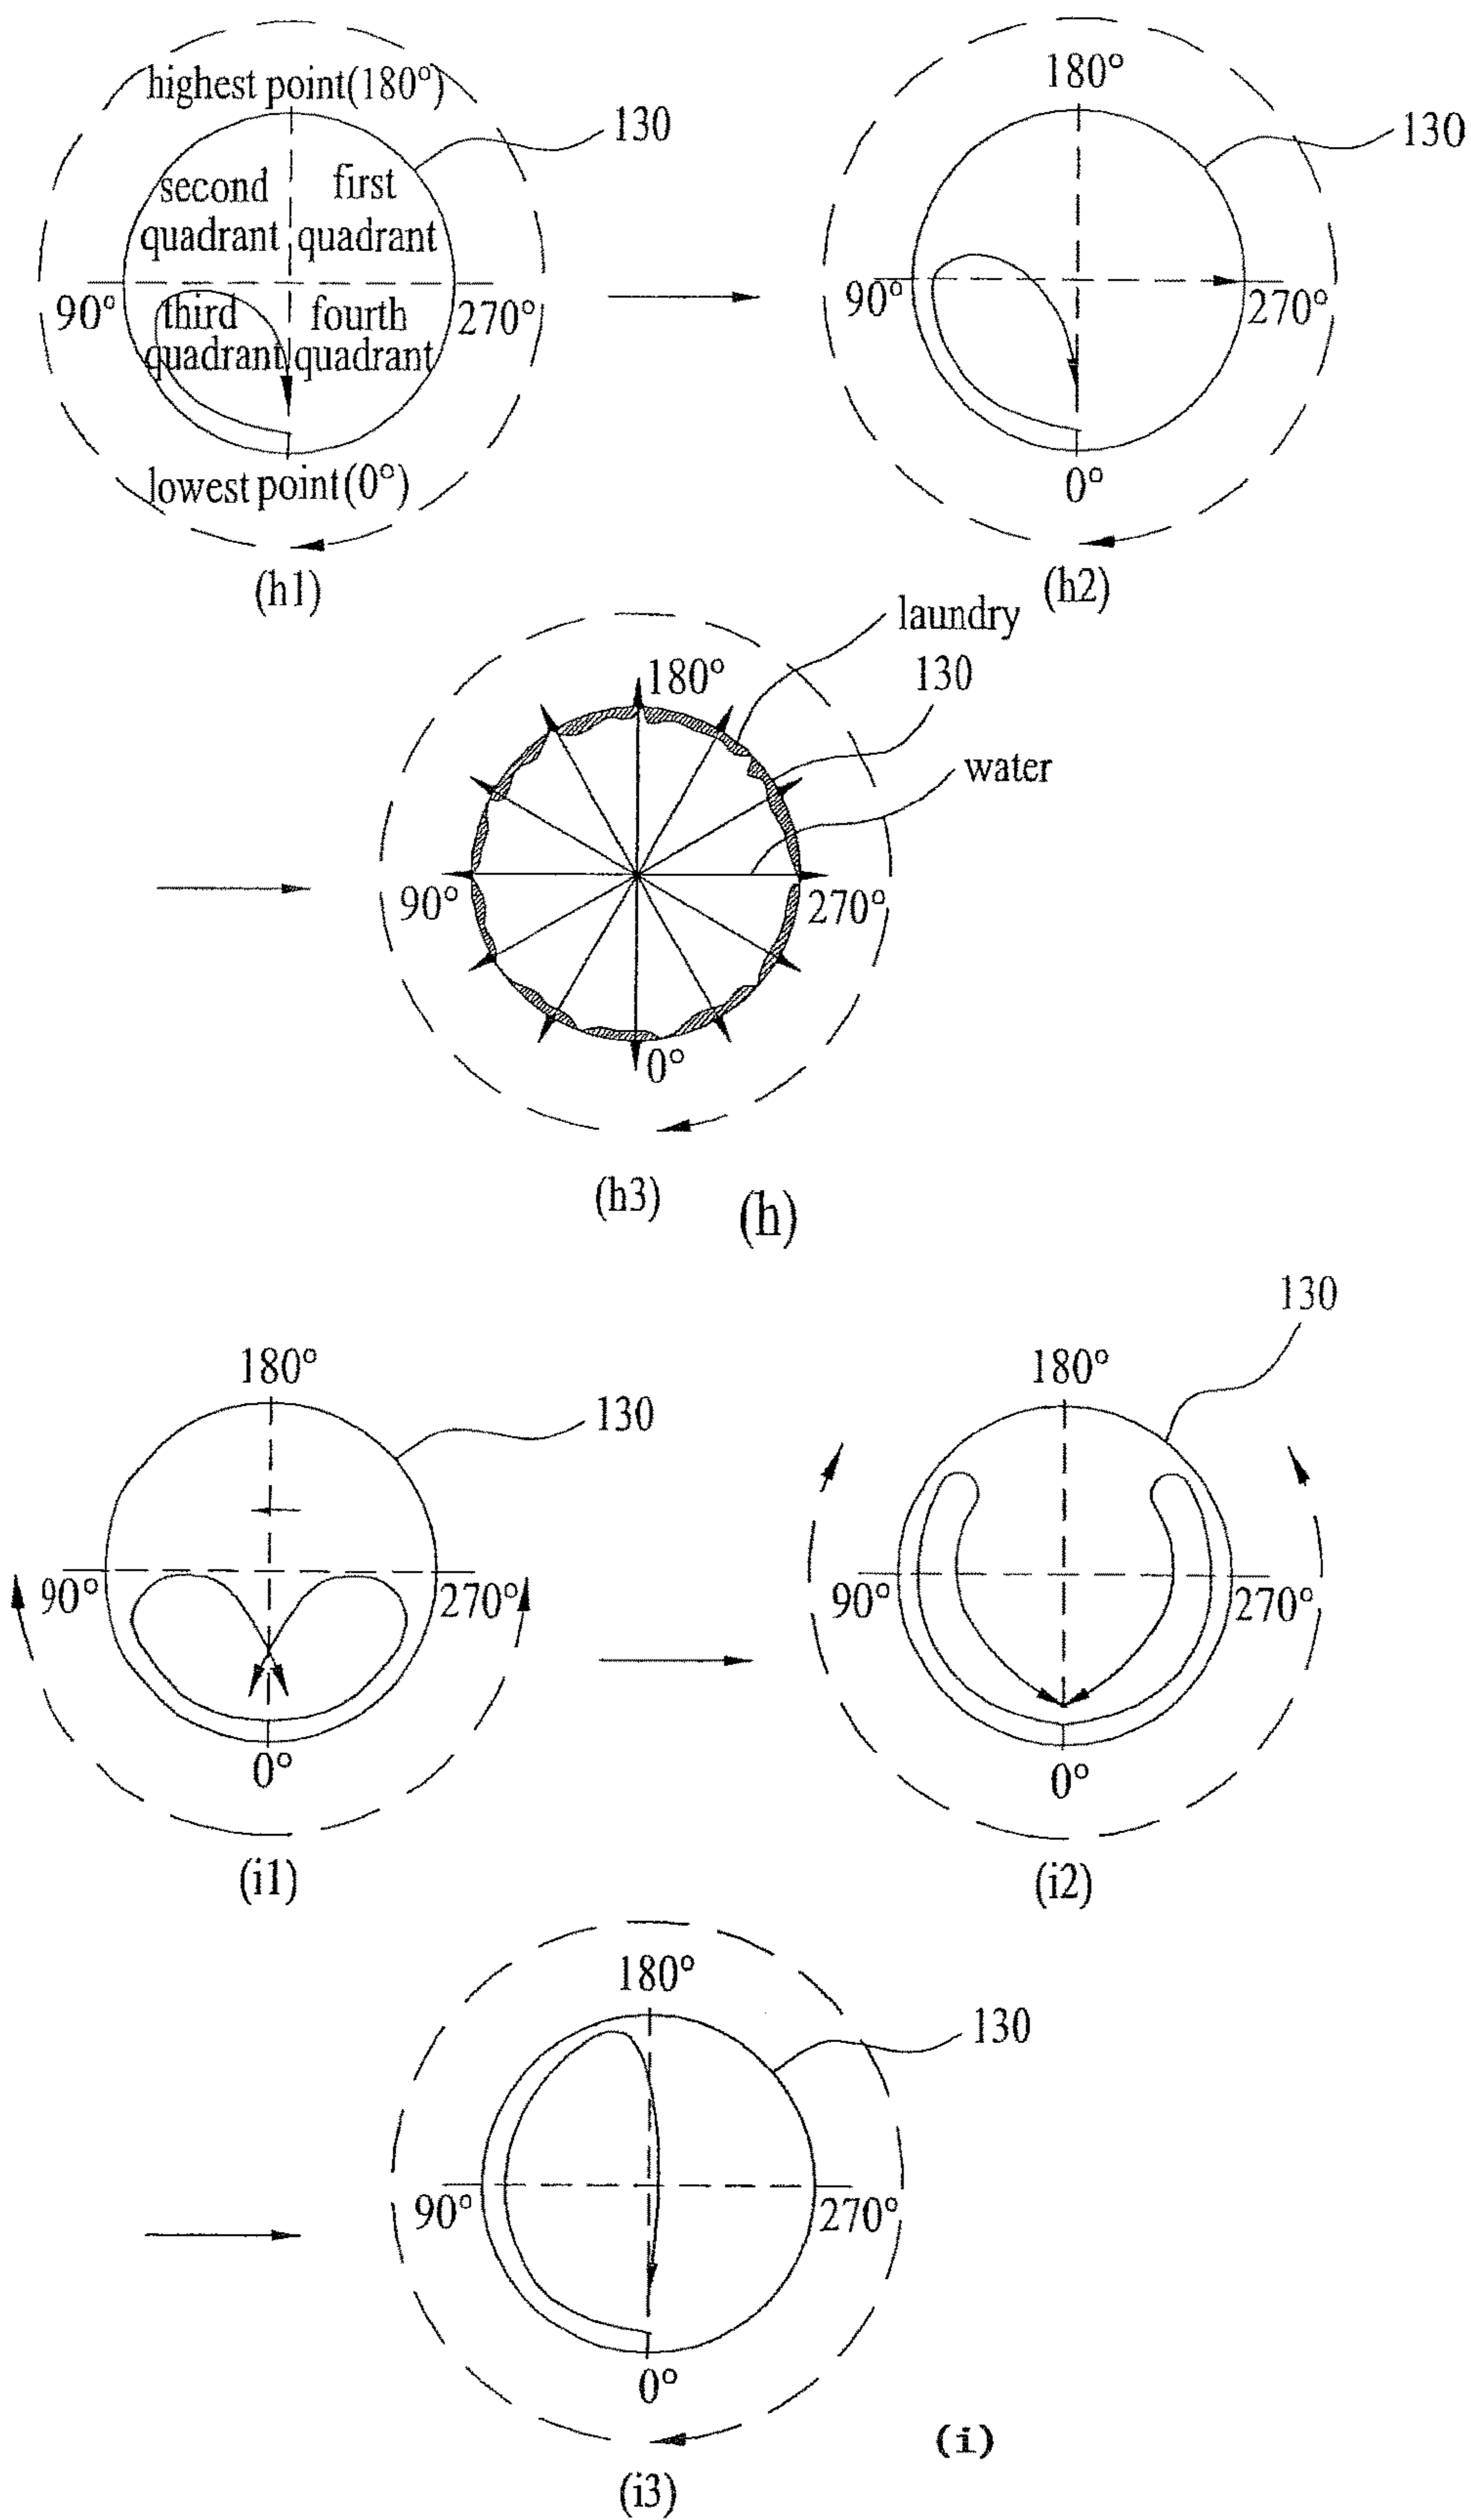 highest point(180°)
130
second
quadrant
first
quadrant
90°
third
quadrant
fourth
quadrant
270°
lowest point(0°)
(h1)
180°
130
90°
270°
0°
(h2)
laundry
180°
130
water
90°
270°
0°
(h3)
(h)
180°
130
90°
270°
0°
(i1)
130
180°
90°
270°
0°
(i2)
180°
130
90°
270°
0°
(i)
(i3)